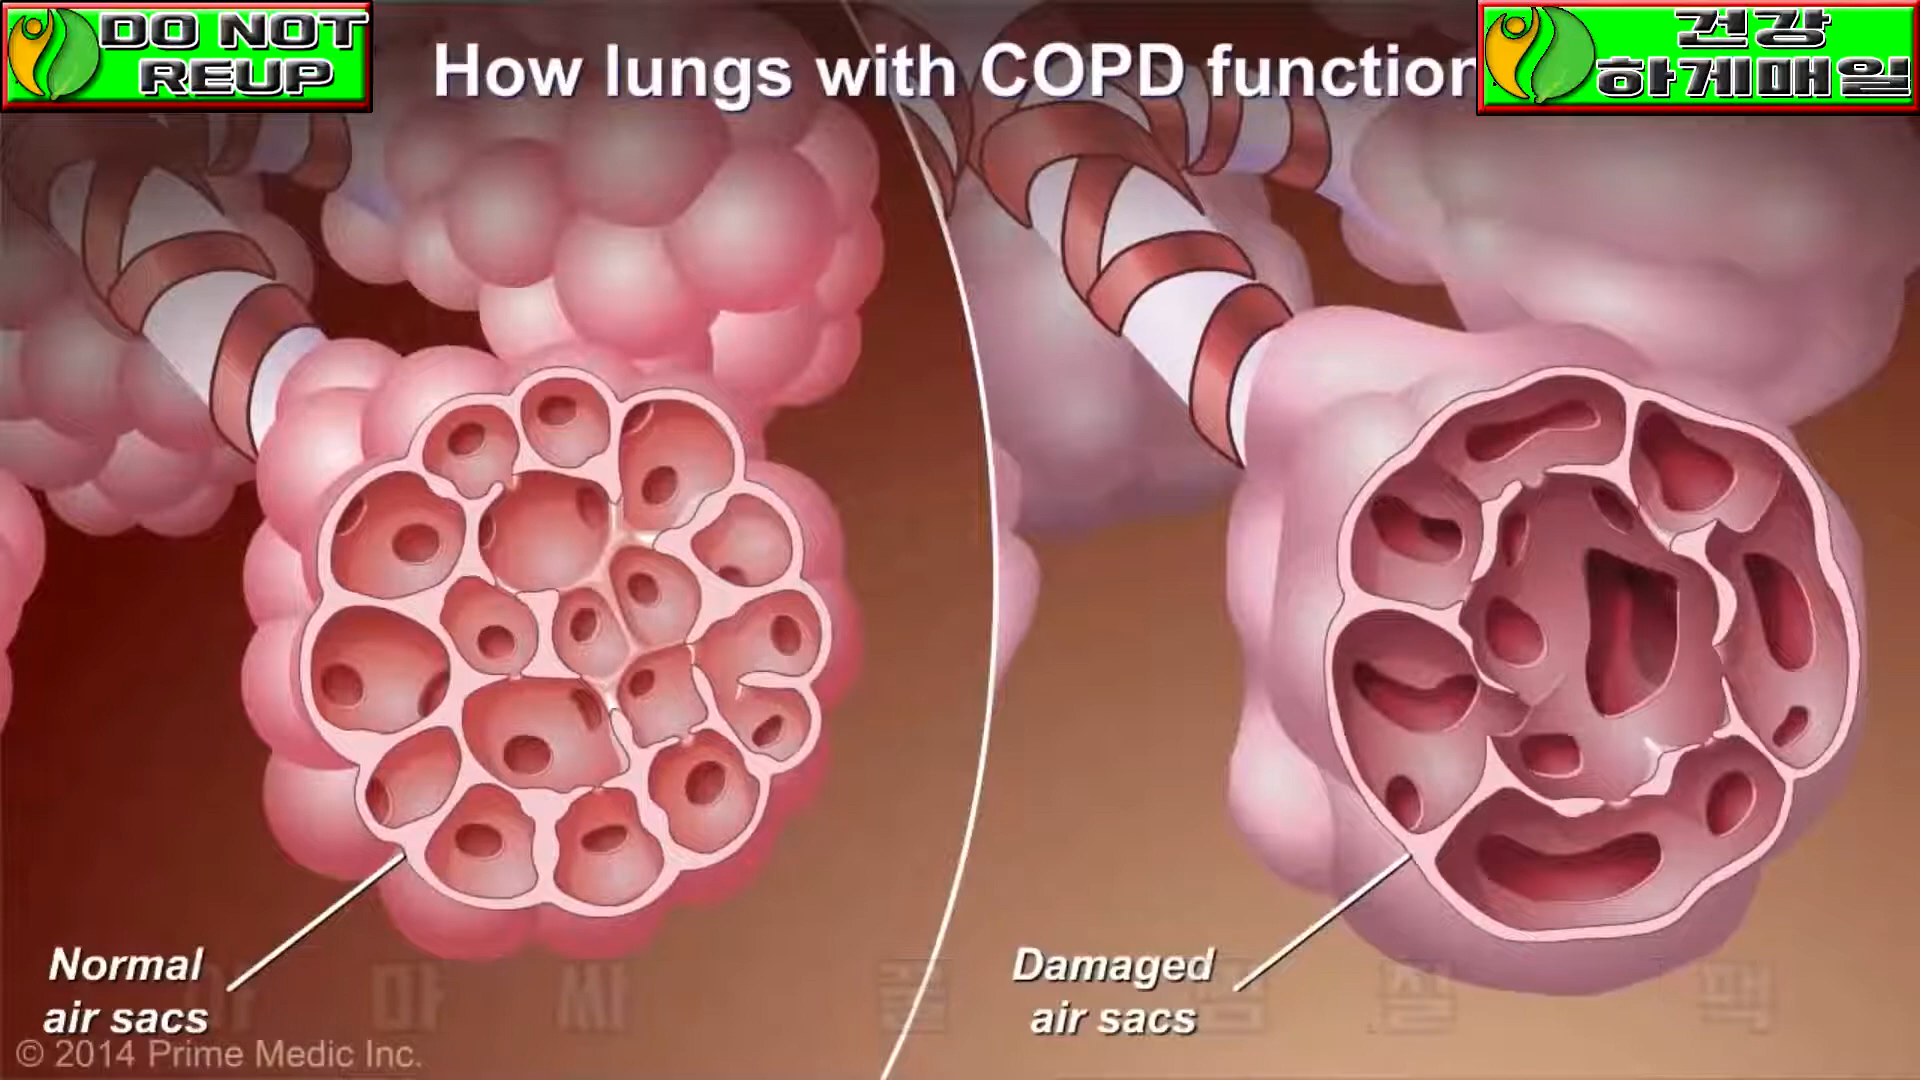 DO NOT
REUP
How lungs with COPD function
건강
하게매일
Normal
air sacs
Damaged
air sacs
© 2014 Prime Medic Inc.